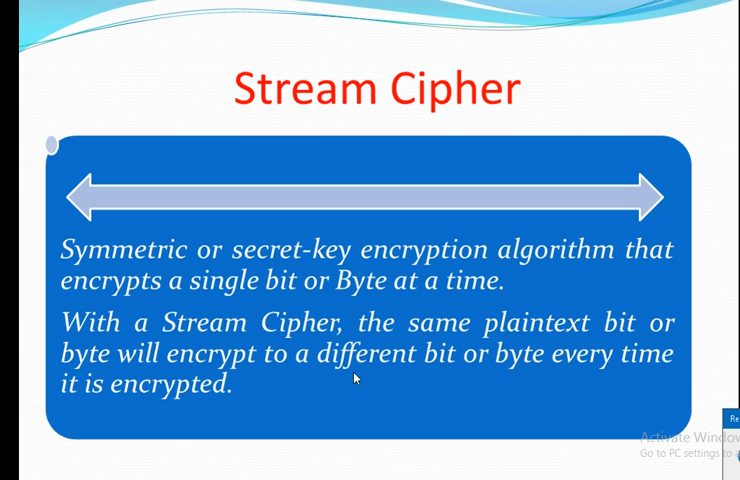 Stream Cipher
Symmetric or secret-key encryption algorithm that
encrypts a single bit or Byte at a time.
With a Stream Cipher, the same plaintext bit or
byte will encrypt to a different bit or byte every time
it is encrypted.
Re
Activate Window
Go to PC settings to a